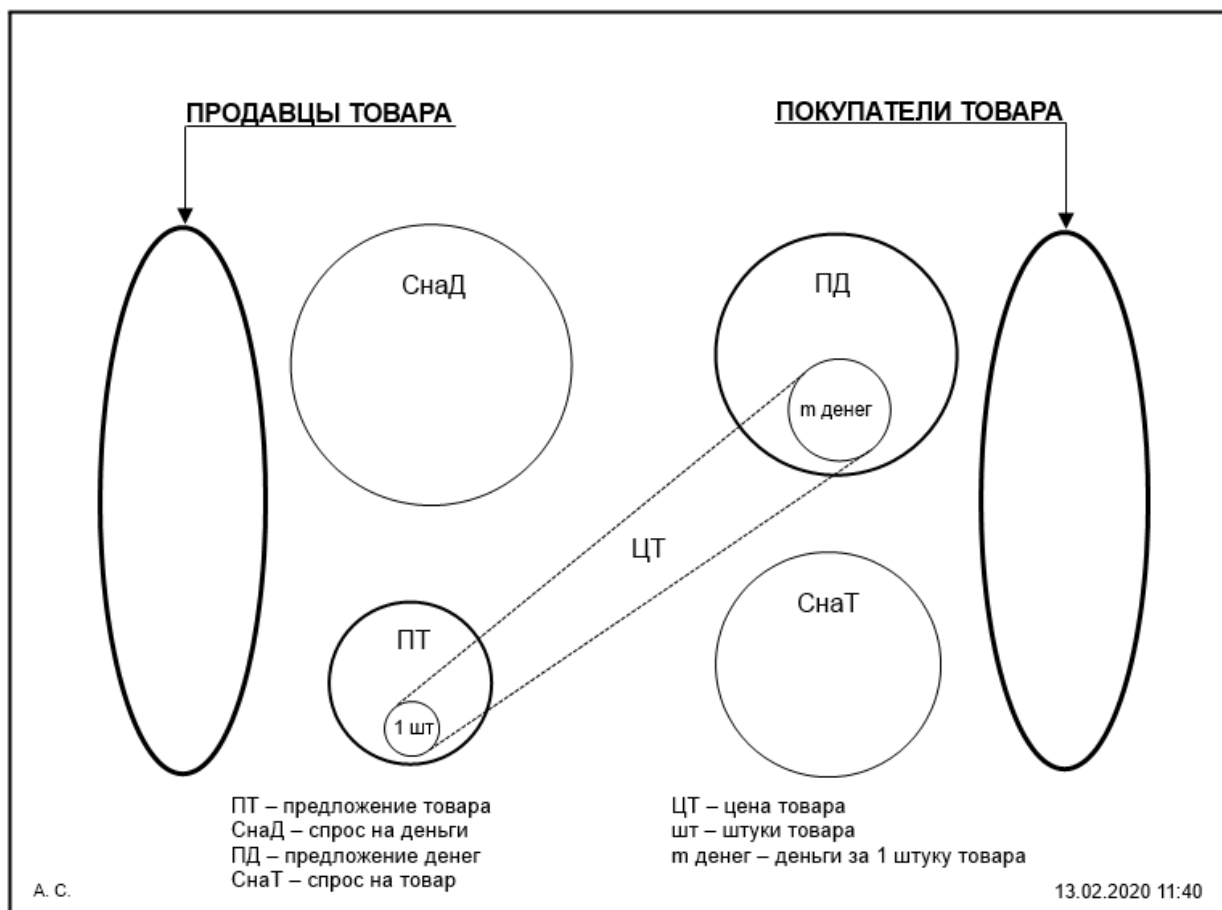 ПРОДАВЦЫ ТОВАРА
ПОКУПАТЕЛИ ТОВАРА
СнаД
ПД
m денег
ЦТ
СнаТ
ПТ
1 шт
ПТ – предложение товара
СнаД – спрос на деньги
ПД – предложение денег
СнаТ – спрос на товар
ЦТ – цена товара
шт – штуки товара
m денег – деньги за 1 штуку товара
А. С.
13.02.2020 11:40